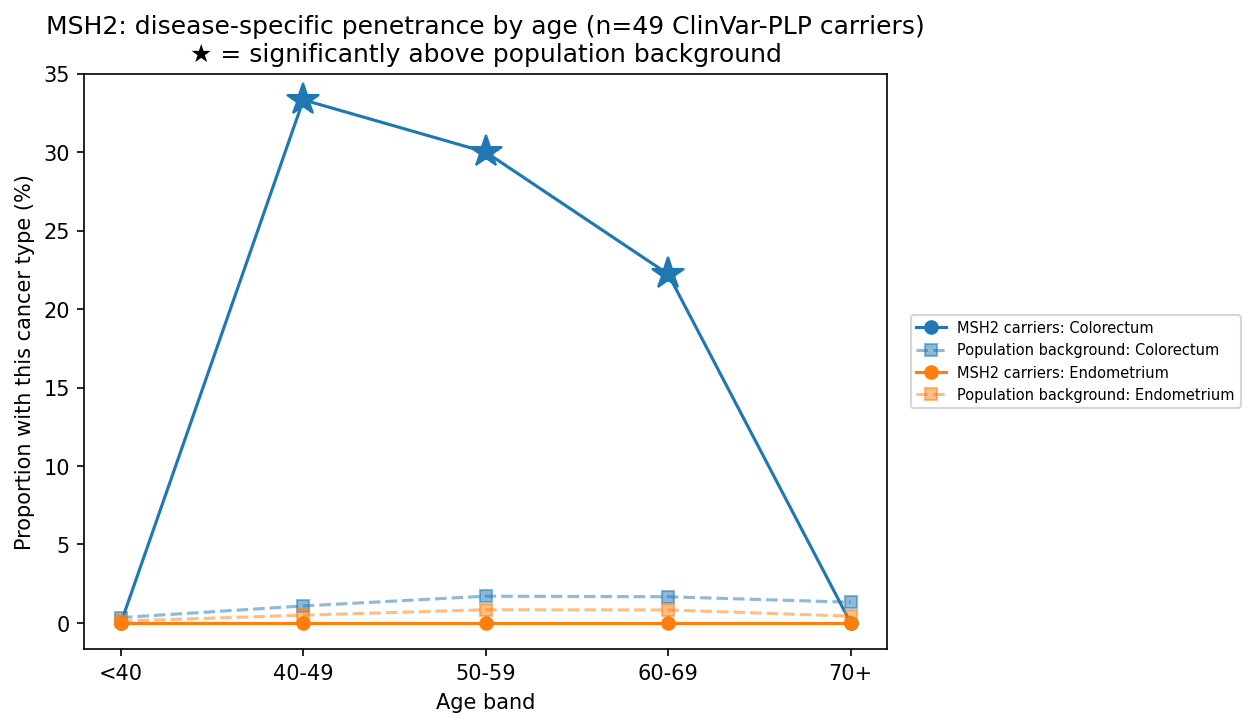 MSH2: disease-specific penetrance by age (n=49 ClinVar-PLP carriers)
★ = significantly above population background
Proportion with this cancer type (%)
35
30
25
20
15
10
5
0
<40
40-49
50-59
60-69
70+
Age band
MSH2 carriers: Colorectum
Population background: Colorectum
MSH2 carriers: Endometrium
Population background: Endometrium